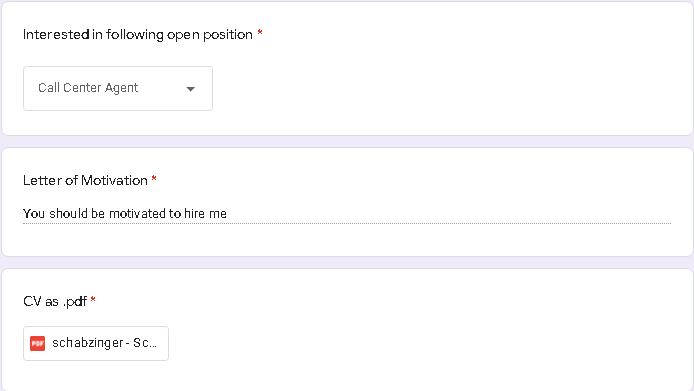 Interested in following open position *
Call Center Agent
Letter of Motivation *
You should be motivated to hire me
CV as .pdf *
PDF schabzinger - Sc...